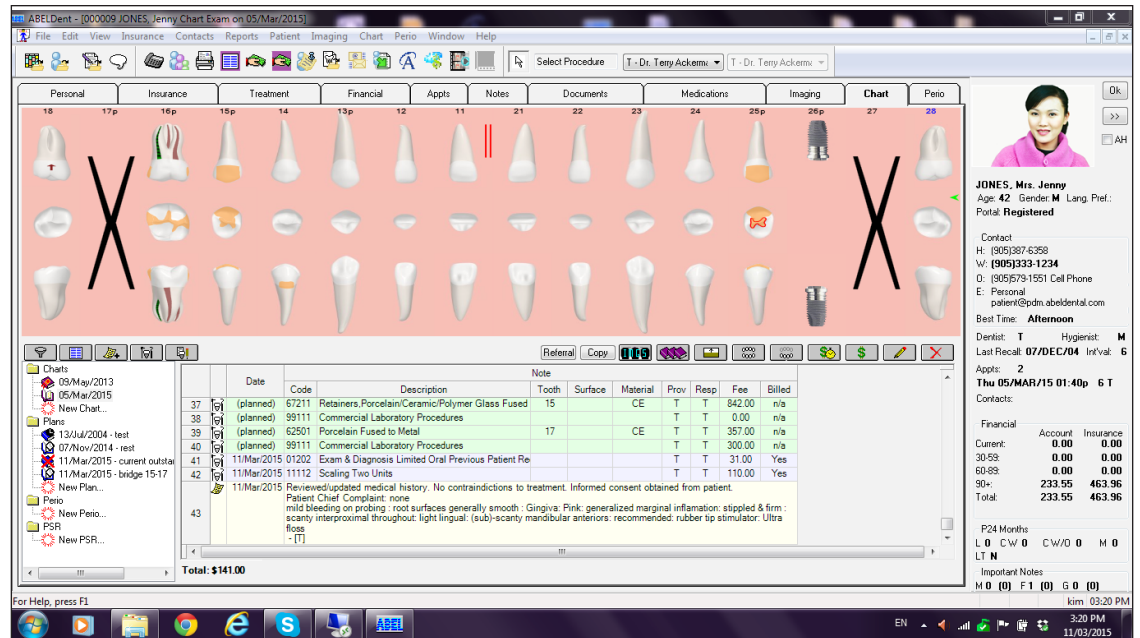 ABELDent - [000009 JONES, Jenny Chart Exam on 05/Mar/2015]
File Edit View Insurance Contacts Reports Patient Imaging Chart Perio Window Help
Select Procedure T - Dr. Terry Ackerma T - Dr. Terry Ackerma
Personal Insurance Treatment Financial Appts Notes Documents Medications Imaging Chart Perio
18 17p 16p 15p 14 13p 12 11 21 22 23 24 25p 26p 27 28
Ok
>>
AH
JONES, Mrs. Jenny
Age: 42 Gender: M Lang. Pref.:
Portal: Registered
Contact
H: (905)387-6358
W: (905)333-1234
O: (905)579-1551 Cell Phone
E: Personal
patient@pdm.abeldental.com
Best Time: Afternoon
Dentist: T Hygienist: M
Last Recall: 07/DEC/04 Int'val: 6
Appts: 2
Thu 05/MAR/15 01:40p 6 T
Contacts:
Financial
Account Insurance
Current: 0.00 0.00
30-59: 0.00 0.00
60-89: 0.00 0.00
90+: 233.55 463.96
Total: 233.55 463.96
P24 Months
L 0 CW 0 CW/O 0 M 0
LT N
Important Notes
M 0 (0) F 1 (0) G 0 (0)
Referral Copy
Charts
09/May/2013
05/Mar/2015
New Chart...
Plans
13/Jul/2004 - test
07/Nov/2014 - rest
11/Mar/2015 - current outstar
11/Mar/2015 - bridge 15-17
New Plan...
Perio
New Perio...
PSR
New PSR...
Note
Date Code Description Tooth Surface Material Prov Resp Fee Billed
37 (planned) 67211 Retainers,Porcelain/Ceramic/Polymer Glass Fused 15 CE T T 842.00 n/a
38 (planned) 99111 Commercial Laboratory Procedures T T 0.00 n/a
39 (planned) 62501 Porcelain Fused to Metal 17 CE T T 357.00 n/a
40 (planned) 99111 Commercial Laboratory Procedures T T 300.00 n/a
41 11/Mar/2015 01202 Exam & Diagnosis Limited Oral Previous Patient Re T T 31.00 Yes
42 11/Mar/2015 11112 Scaling Two Units T T 110.00 Yes
43 11/Mar/2015 Reviewed/updated medical history. No contraindictions to treatment. Informed consent obtained from patient.
Patient Chief Complaint: none
mild bleeding on probing : root surfaces generally smooth : Gingiva: Pink: generalized marginal inflamation: stippled & firm :
scanty interproximal throughout: light lingual: (sub)-scanty mandibular anteriors: recommended: rubber tip stimulator: Ultra
floss
- [T]
Total: $141.00
For Help, press F1
kim 03:20 PM
ABEL
EN
3:20 PM
11/03/2015